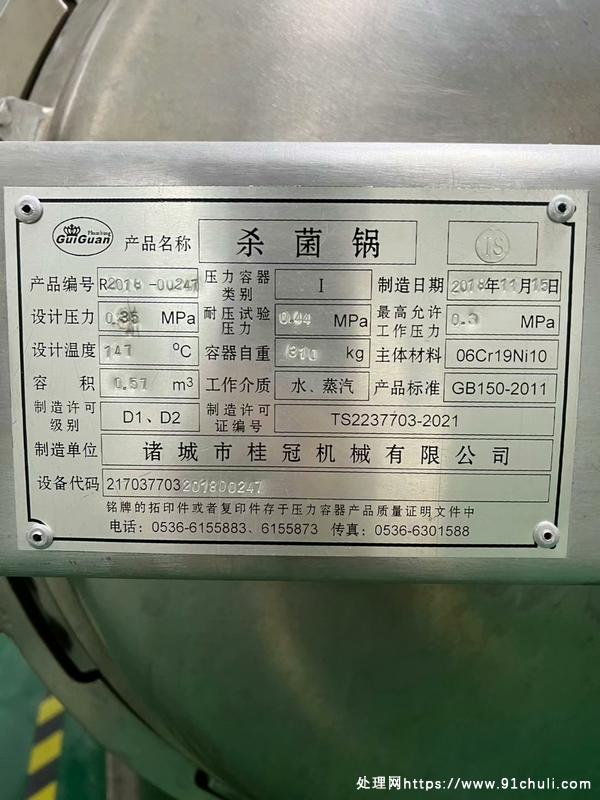 GuiGuan 产品名称 杀菌锅
产品编号 R2018-00247 压力容器类别 I 制造日期 2018年11月15日
设计压力 0.35 MPa 耐压试验压力 0.44 MPa 最高允许工作压力 0.3 MPa
设计温度 147 ℃ 容器自重 310 kg 主体材料 06Cr19Ni10
容积 0.57 m³ 工作介质 水、蒸汽 产品标准 GB150-2011
制造许可级别 D1、D2 制造许可证编号 TS2237703-2021
制造单位 诸城市桂冠机械有限公司
设备代码 217037703201800247
铭牌的拓印件或者复印件存于压力容器产品质量证明文件中
电话：0536-6155883、6155873 传真：0536-6301588
处理网https://www.91chuli.com